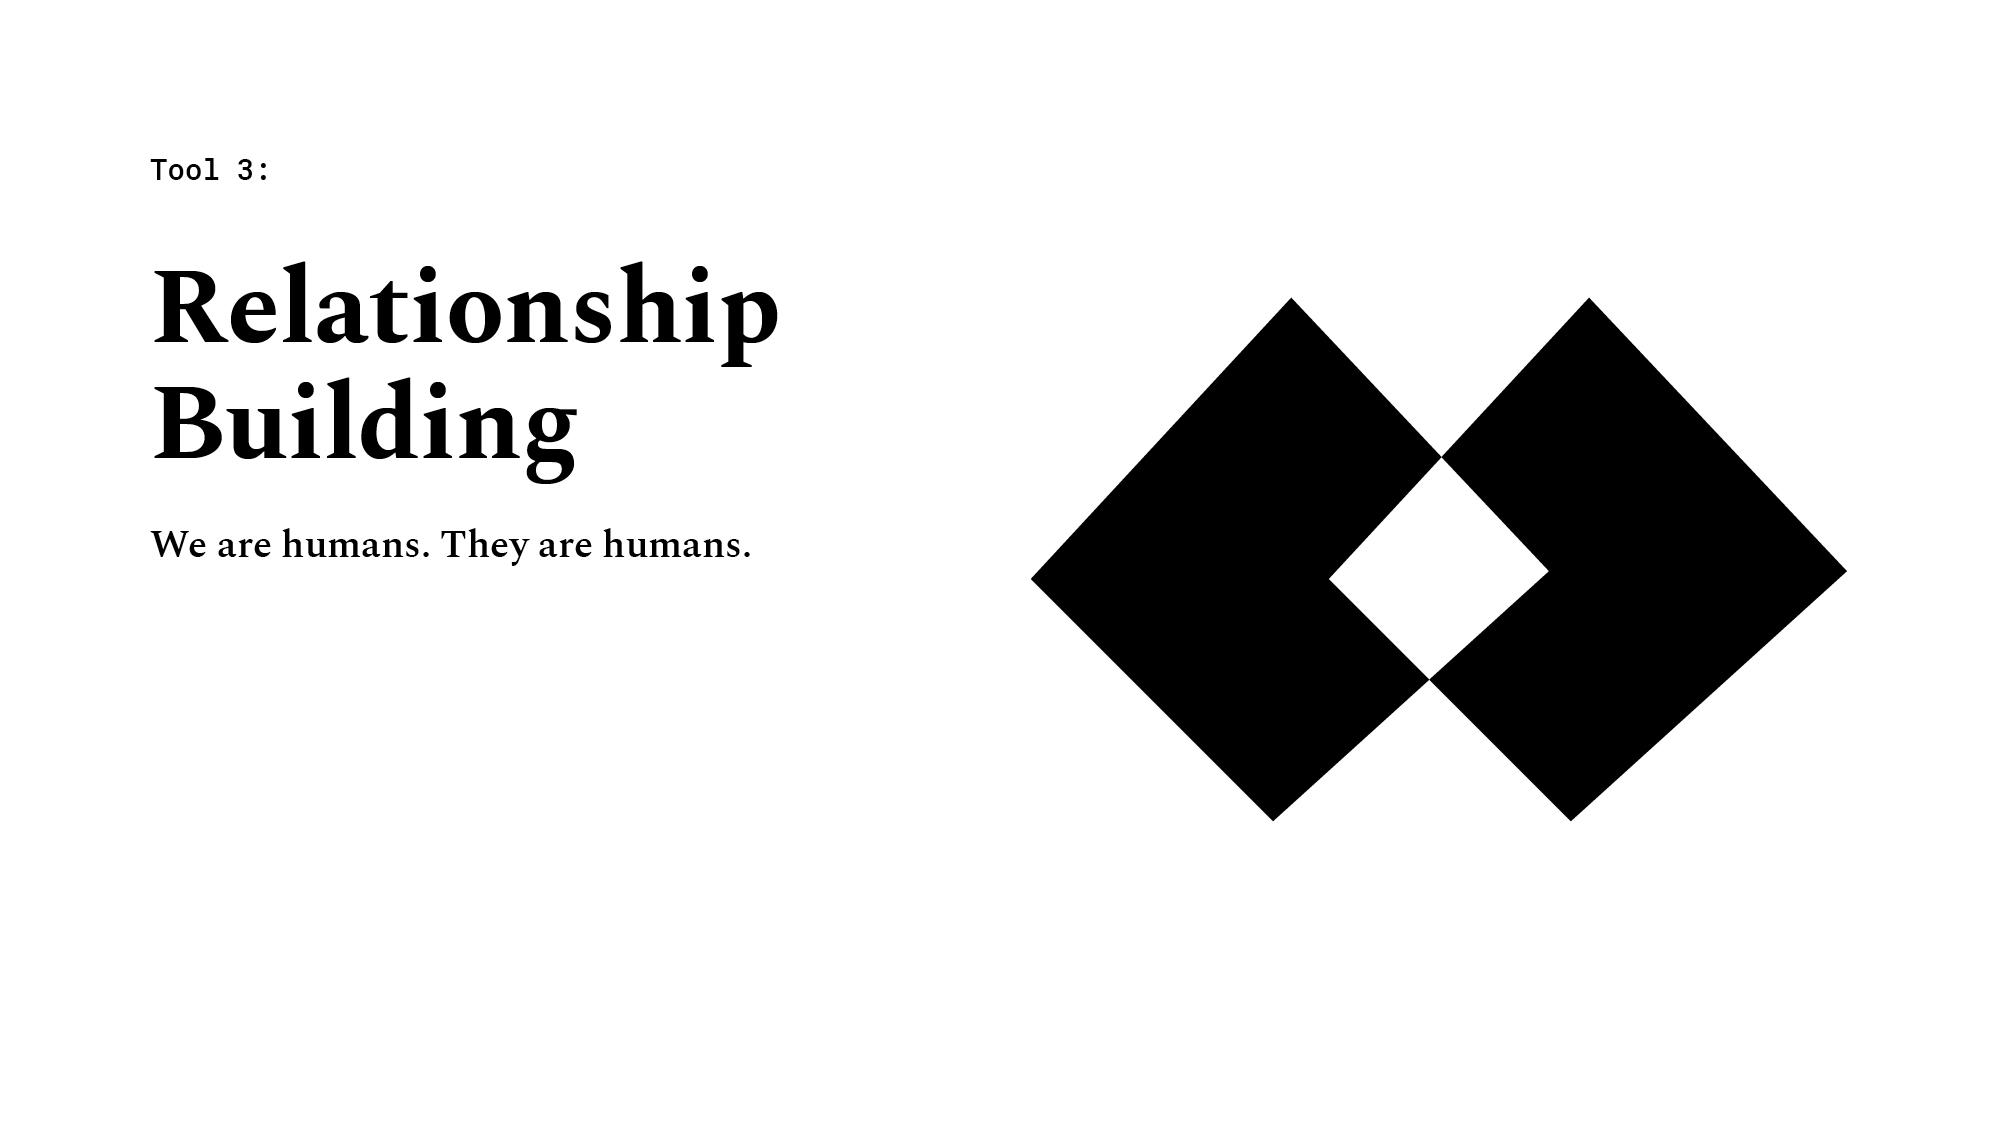 Tool 3:
Relationship
Building
We are humans. They are humans.